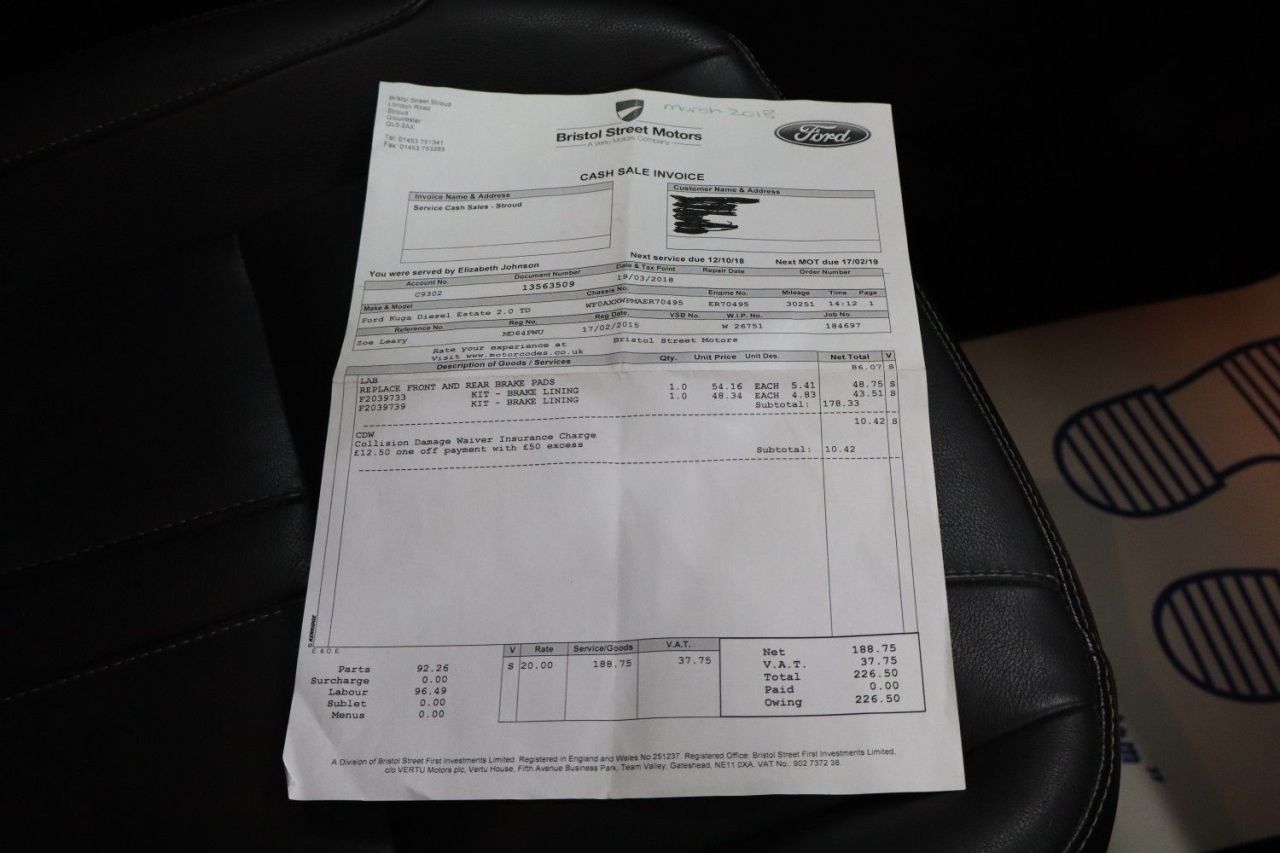 Bristol Street Stroud
London Road
Stroud
Gloucester
GL5 2AX
Tel: 01453 751341
Fax: 01453 753285
March 2018
Bristol Street Motors
A Vertu Motors Company
Ford
CASH SALE INVOICE
Invoice Name & Address
Service Cash Sales - Stroud
Customer Name & Address
You were served by Elizabeth Johnson
Next service due 12/10/18 Next MOT due 17/02/19
Account No. Document Number Date & Tax Point Repair Date Order Number
C9302 13563509 19/03/2018
Make & Model Chassis No. Engine No. Mileage Time Page
Ford Kuga Diesel Estate 2.0 TD WF0AXXWPMAER70495 ER70495 30251 14:12 1
Reference No. Reg No. Reg Date. VSB No. W.I.P. No. Job No.
Zoe Leary MD64PWU 17/02/2015 W 26751 184697
Rate your experience at Bristol Street Motors
Visit www.motorcodes.co.uk
Description of Goods / Services Qty. Unit Price Unit Des. Net Total V
LAB 86.07 S
REPLACE FRONT AND REAR BRAKE PADS
F2039733 KIT - BRAKE LINING 1.0 54.16 EACH 5.41 48.75 S
F2039739 KIT - BRAKE LINING 1.0 48.34 EACH 4.83 43.51 S
Subtotal: 178.33
CDW 10.42 S
Collision Damage Waiver Insurance Charge
£12.50 one off payment with £50 excess
Subtotal: 10.42
E & O E
Parts 92.26
Surcharge 0.00
Labour 96.49
Sublet 0.00
Menus 0.00
V Rate Service/Goods V.A.T.
S 20.00 188.75 37.75
Net 188.75
V.A.T. 37.75
Total 226.50
Paid 0.00
Owing 226.50
A Division of Bristol Street First Investments Limited. Registered in England and Wales No 251237. Registered Office: Bristol Street First Investments Limited,
c/o VERTU Motors plc, Vertu House, Fifth Avenue Business Park, Team Valley, Gateshead, NE11 0XA. VAT No.. 902 7372 38.